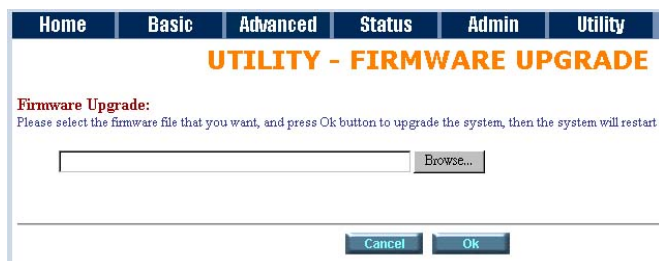 Home Basic Advanced Status Admin Utility
UTILITY - FIRMWARE UPGRADE
Firmware Upgrade:
Please select the firmware file that you want, and press Ok button to upgrade the system, then the system will restart
Browse...
Cancel Ok